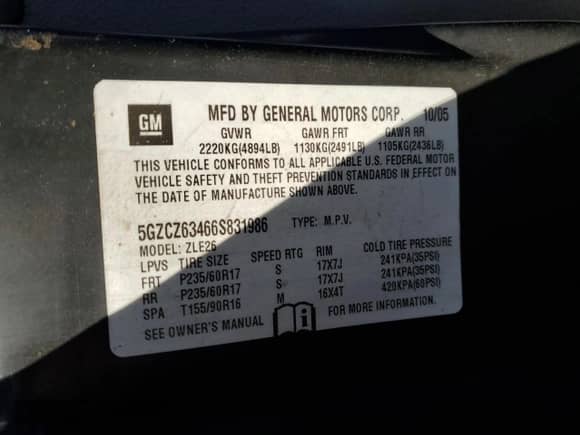 GM MFD BY GENERAL MOTORS CORP. 10/05
GVWR GAWR FRT GAWR RR
2220KG(4894LB) 1130KG(2491LB) 1105KG(2436LB)
THIS VEHICLE CONFORMS TO ALL APPLICABLE U.S. FEDERAL MOTOR
VEHICLE SAFETY AND THEFT PREVENTION STANDARDS IN EFFECT ON
THE DATE OF MANUFACTURE SHOWN ABOVE.
5GZCZ63466S831986 TYPE: M.P.V.
MODEL: ZLE26
LPVS TIRE SIZE SPEED RTG RIM COLD TIRE PRESSURE
FRT P235/60R17 S 17X7J 241KPA(35PSI)
RR P235/60R17 S 17X7J 241KPA(35PSI)
SPA T155/90R16 M 16X4T 420KPA(60PSI)
SEE OWNER'S MANUAL FOR MORE INFORMATION.